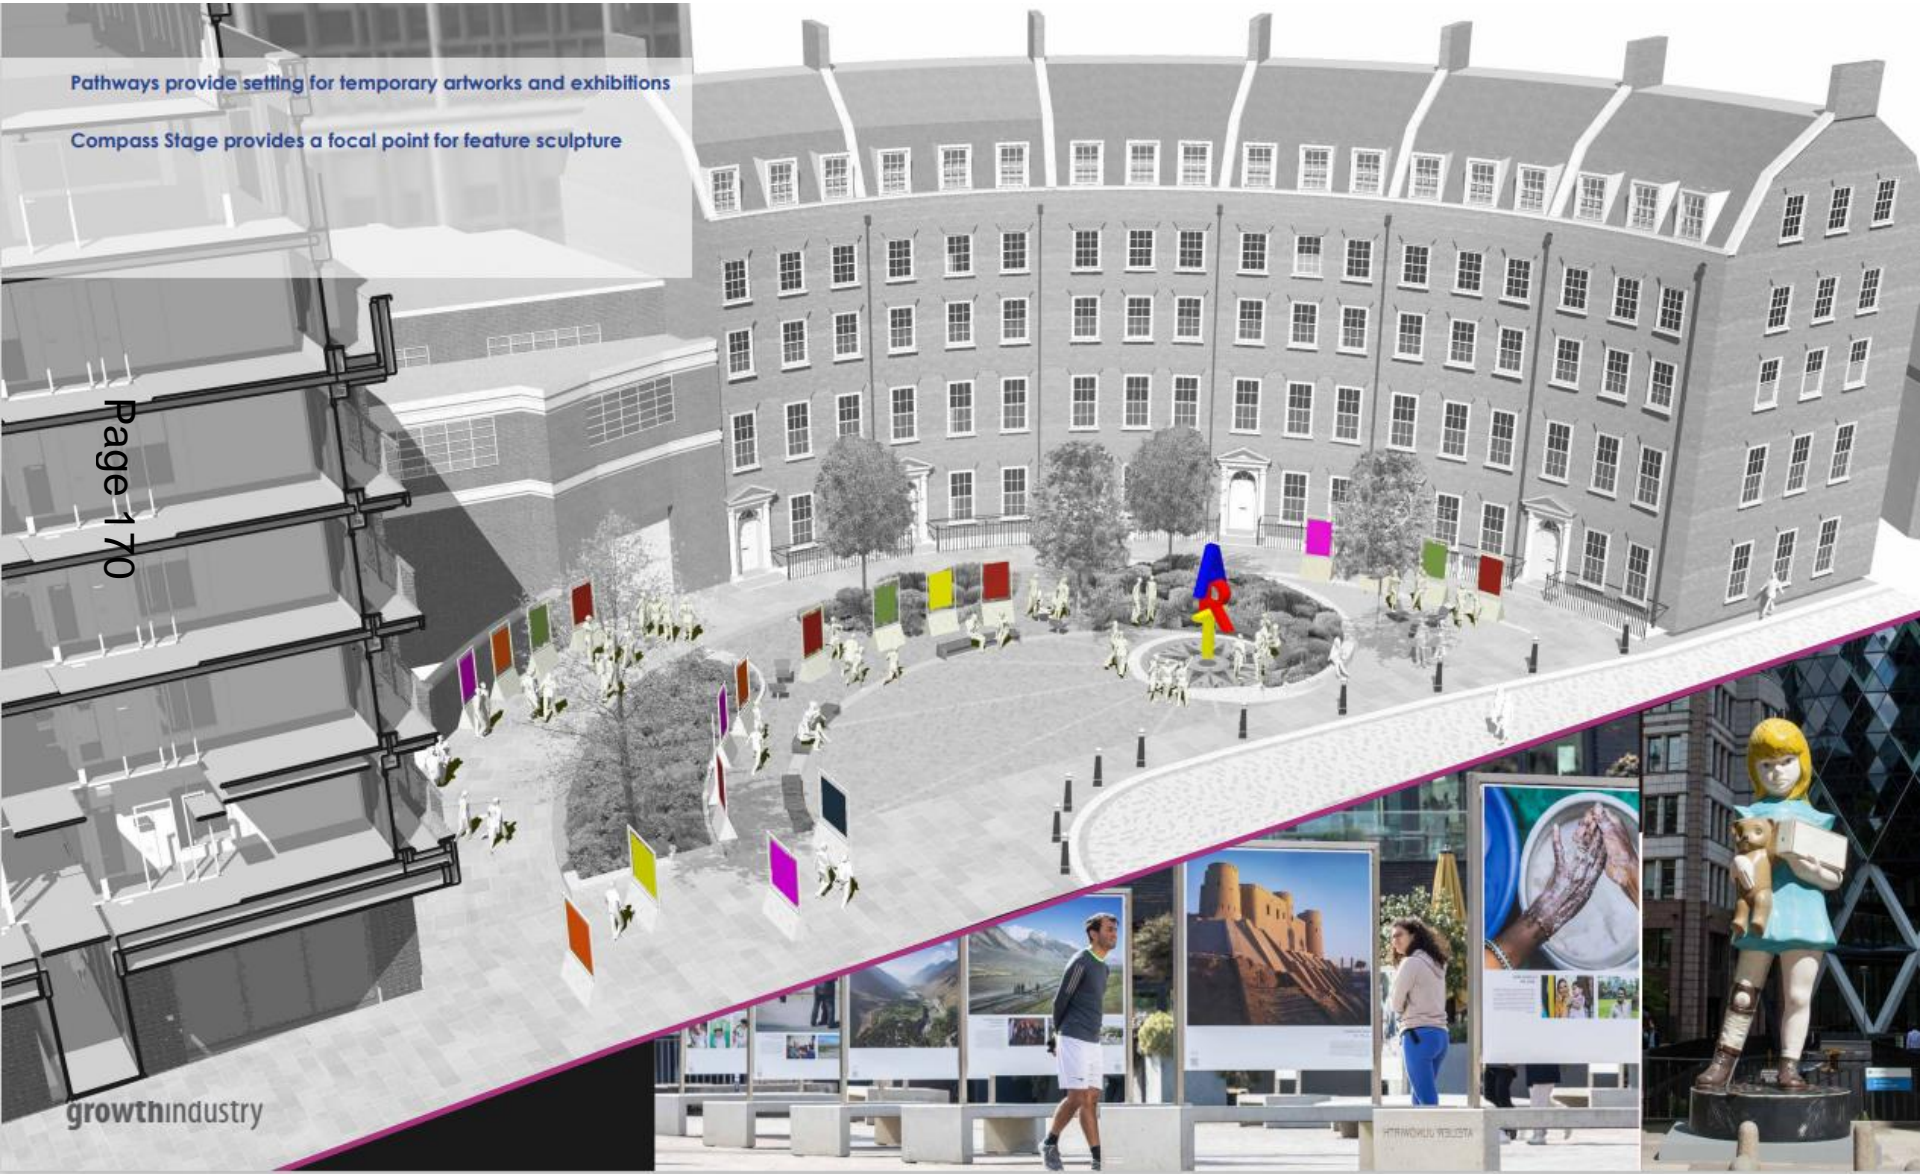 Pathways provide setting for temporary artworks and exhibitions
Compass Stage provides a focal point for feature sculpture
Page 170
ART
growthindustry